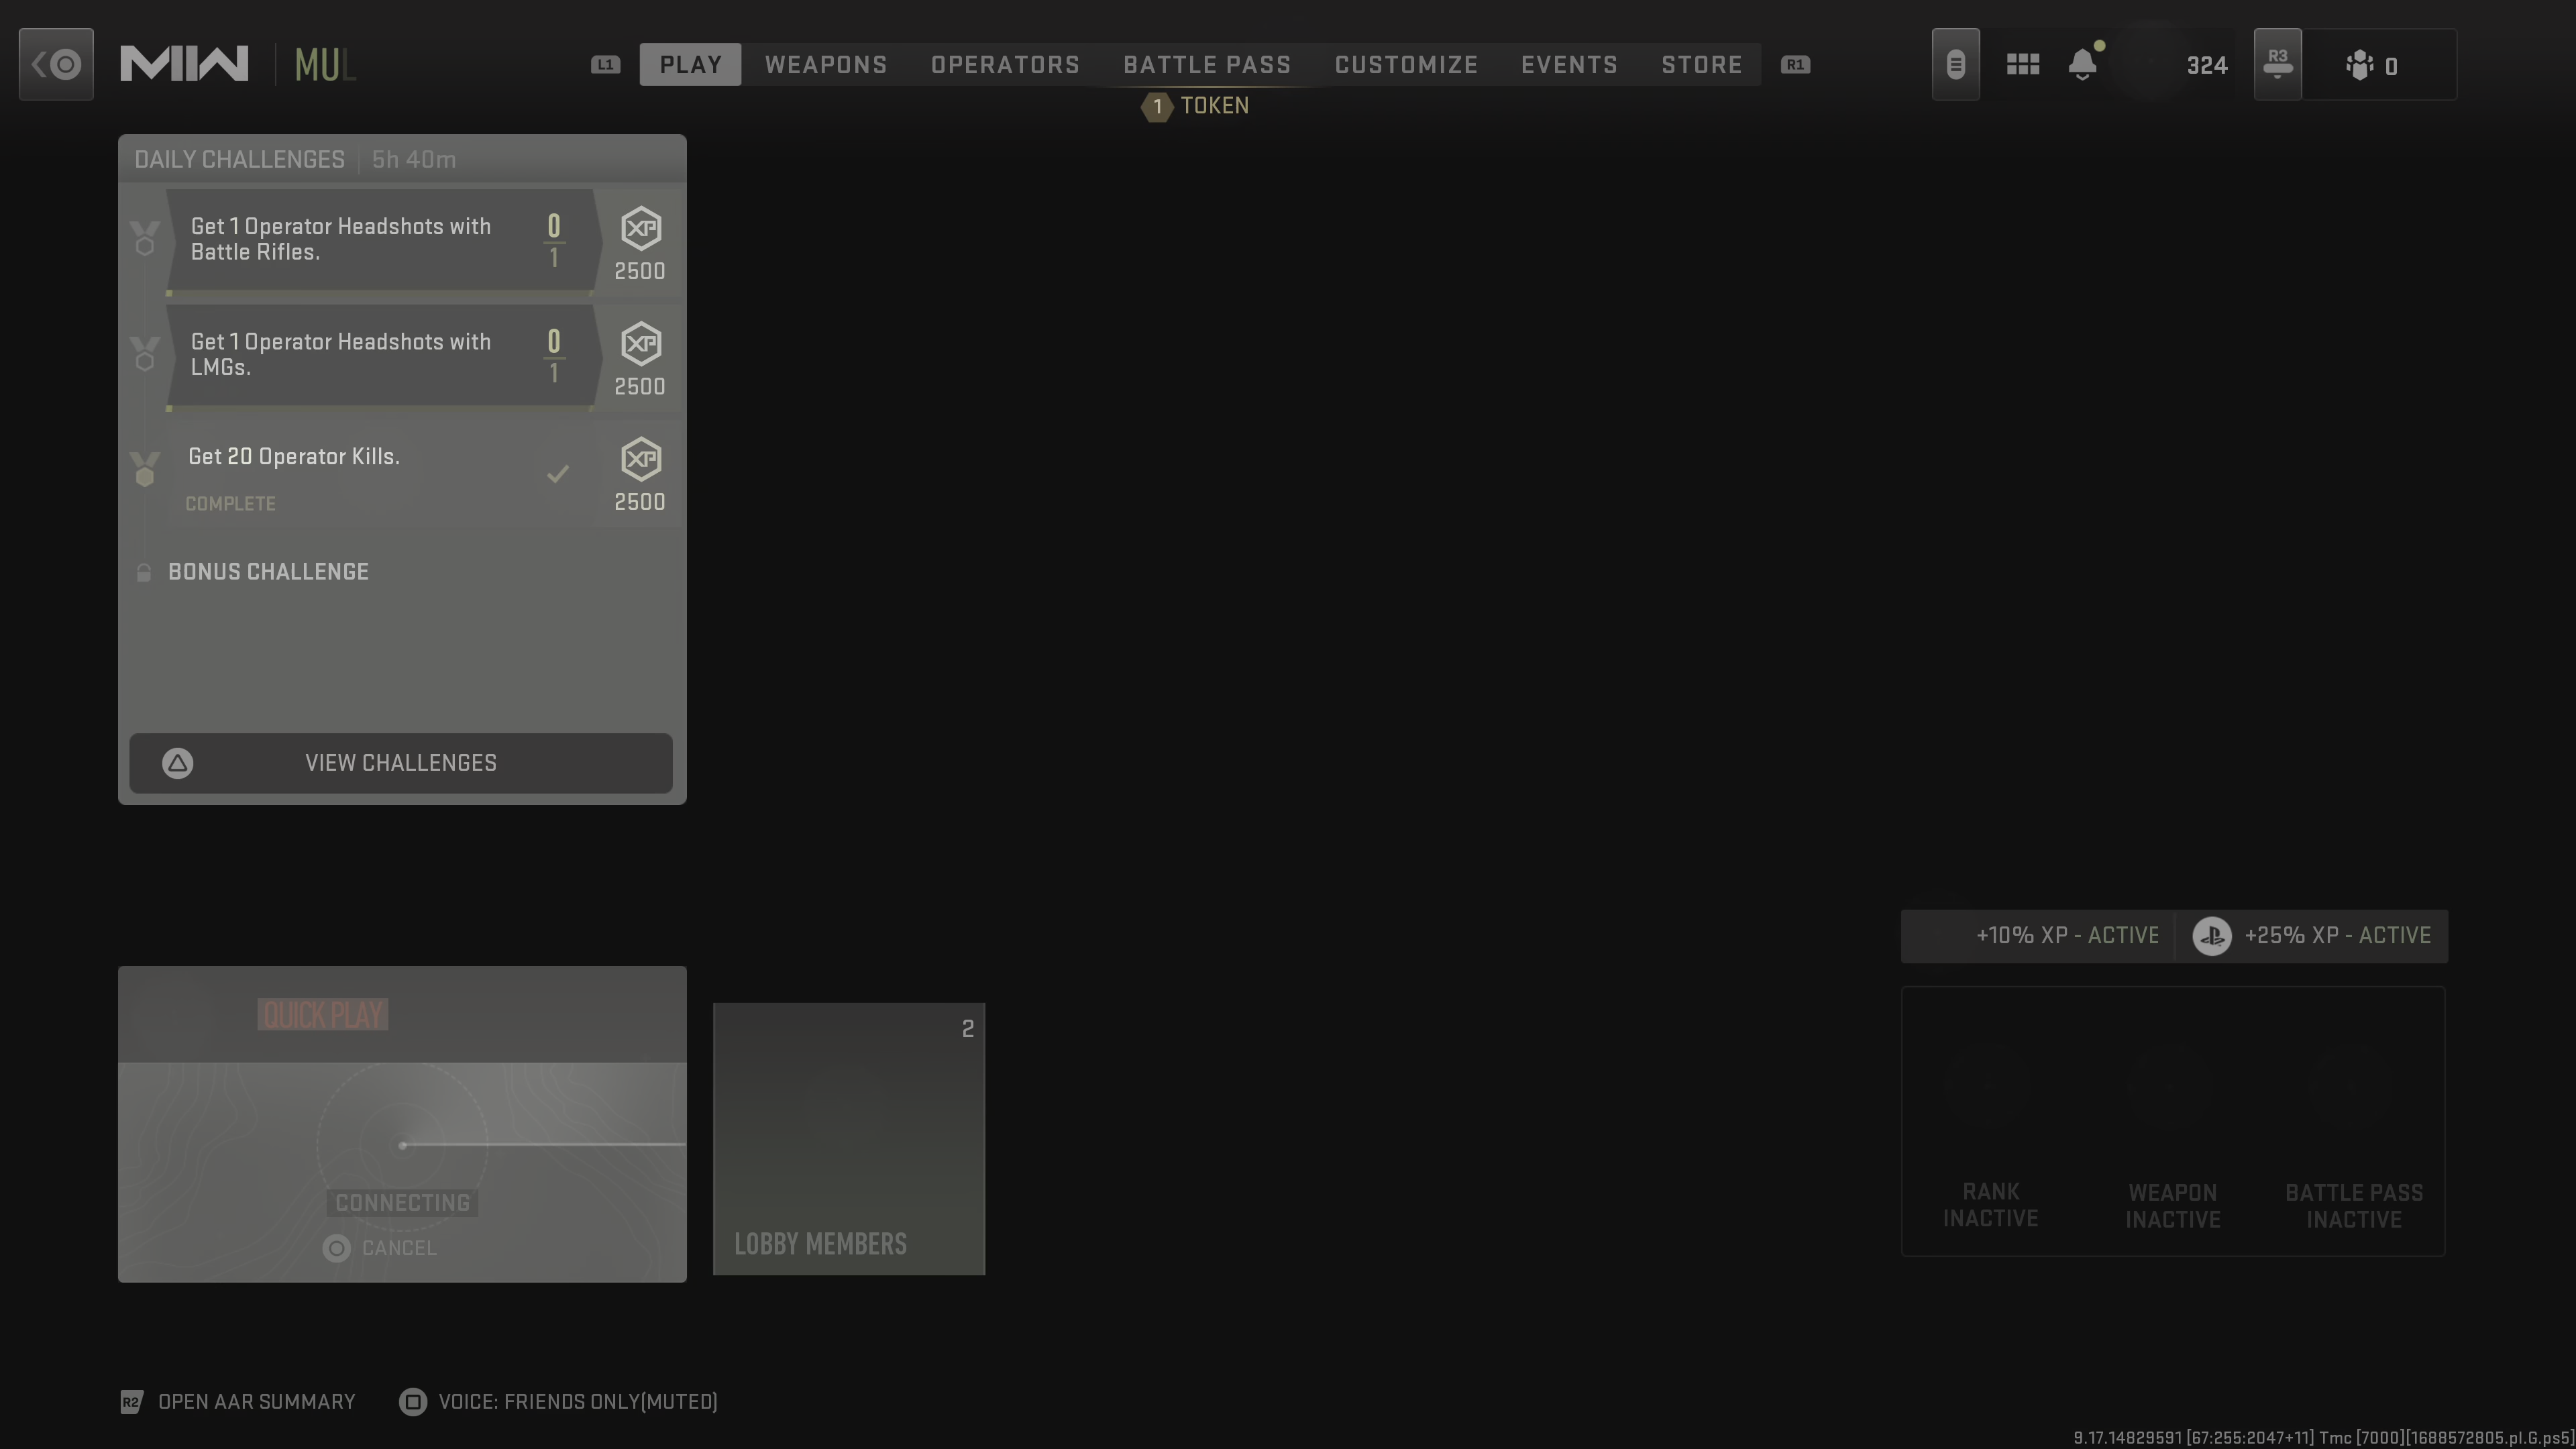 MW
MUL
L1
PLAY
WEAPONS
OPERATORS
BATTLE PASS
CUSTOMIZE
EVENTS
STORE
R1
324
R3
0
1 TOKEN
DAILY CHALLENGES 5h 40m
Get 1 Operator Headshots with
Battle Rifles.
0
1
XP
2500
Get 1 Operator Headshots with
LMGs.
0
1
XP
2500
Get 20 Operator Kills.
COMPLETE
XP
2500
BONUS CHALLENGE
VIEW CHALLENGES
+10% XP - ACTIVE
+25% XP - ACTIVE
QUICK PLAY
CONNECTING
CANCEL
2
LOBBY MEMBERS
RANK
INACTIVE
WEAPON
INACTIVE
BATTLE PASS
INACTIVE
R2 OPEN AAR SUMMARY
VOICE: FRIENDS ONLY(MUTED)
9.17.14829591 [67:255:2047+11] Tmc [7000][1688572805.pl.G.ps5]